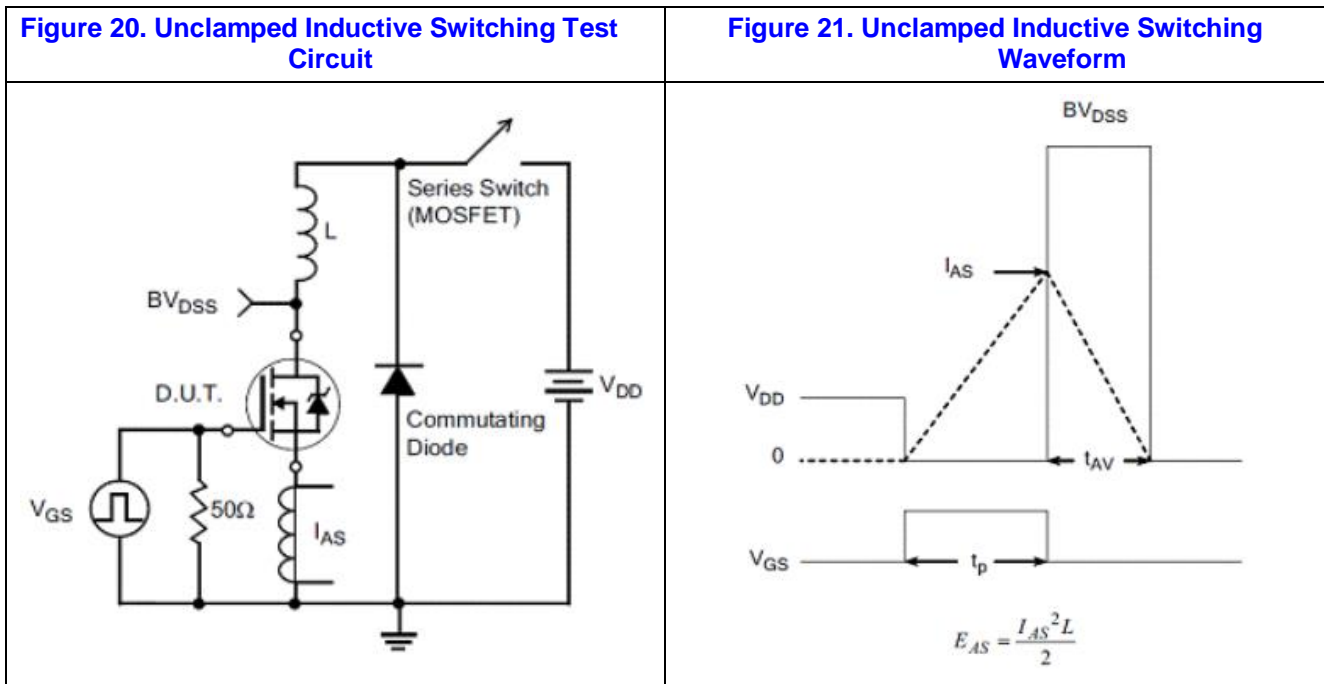 Figure 20. Unclamped Inductive Switching Test
Circuit
Figure 21. Unclamped Inductive Switching
Waveform
Series Switch
(MOSFET)
L
BVDSS
D.U.T.
VDD
Commutating
Diode
VGS
50Ω
IAS
BVDSS
IAS
VDD
0
tAV
VGS
tp
EAS = IAS²L / 2